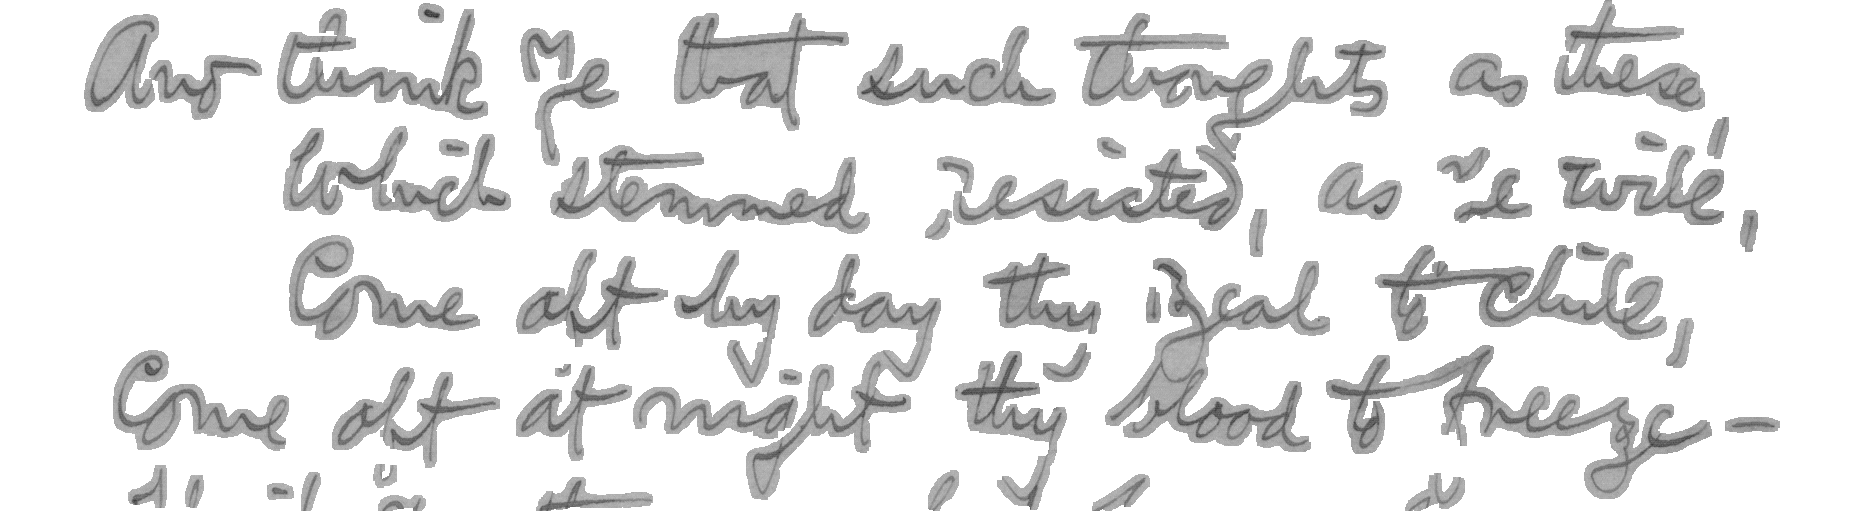 And think ye that such thoughts as these
Which stemmed, resisted, as ye will,
Come oft by day thy zeal to chill,
Come oft at night thy blood to freeze —